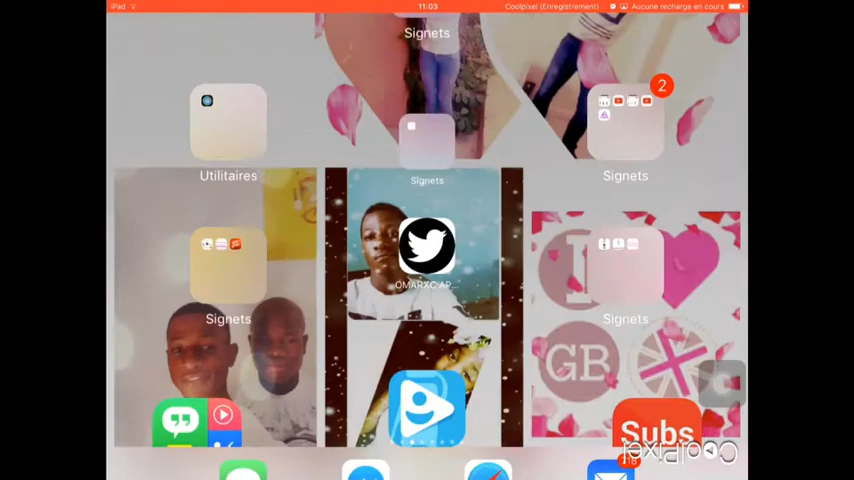 iPad 11:03 Coolpixel (Enregistrement) Aucune recharge en cours
Signets
2
Utilitaires
Signets
Signets
OMARXC AP...
Signets
Signets
I
GB
Subs
CoolPixel